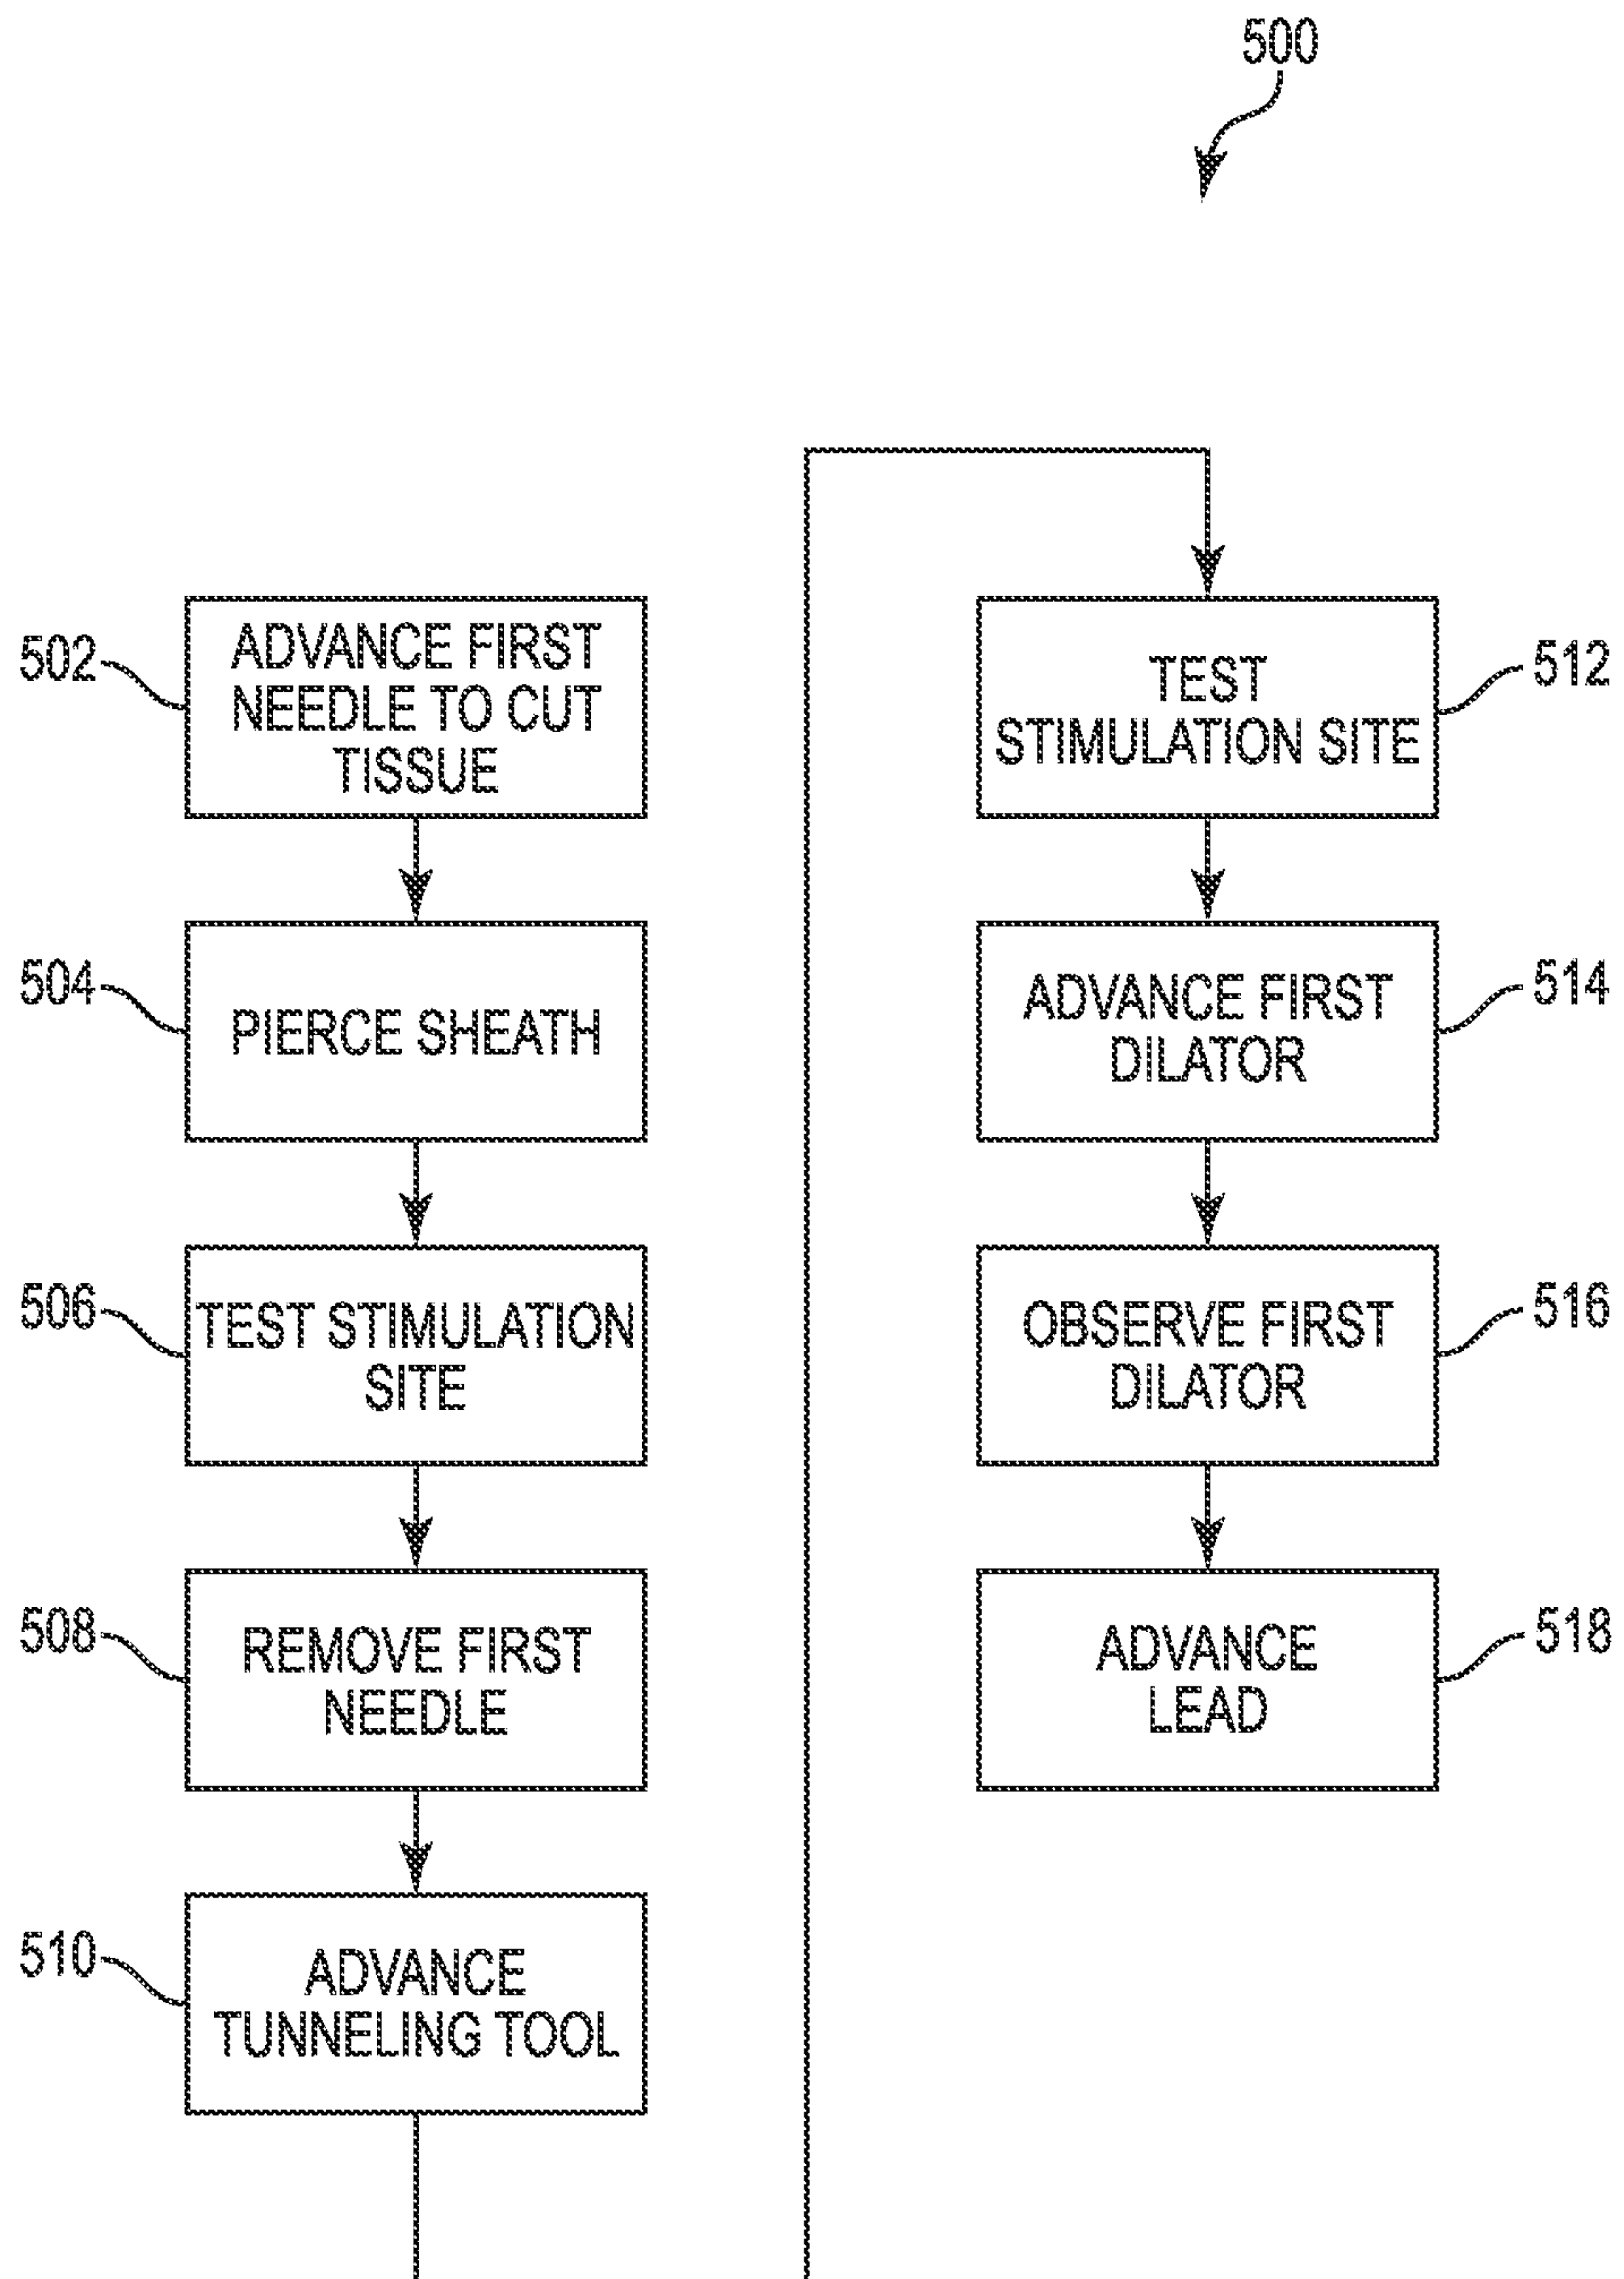 500
502
ADVANCE FIRST
NEEDLE TO CUT
TISSUE
504
PIERCE SHEATH
506
TEST STIMULATION
SITE
508
REMOVE FIRST
NEEDLE
510
ADVANCE
TUNNELING TOOL
512
TEST
STIMULATION SITE
514
ADVANCE FIRST
DILATOR
516
OBSERVE FIRST
DILATOR
518
ADVANCE
LEAD